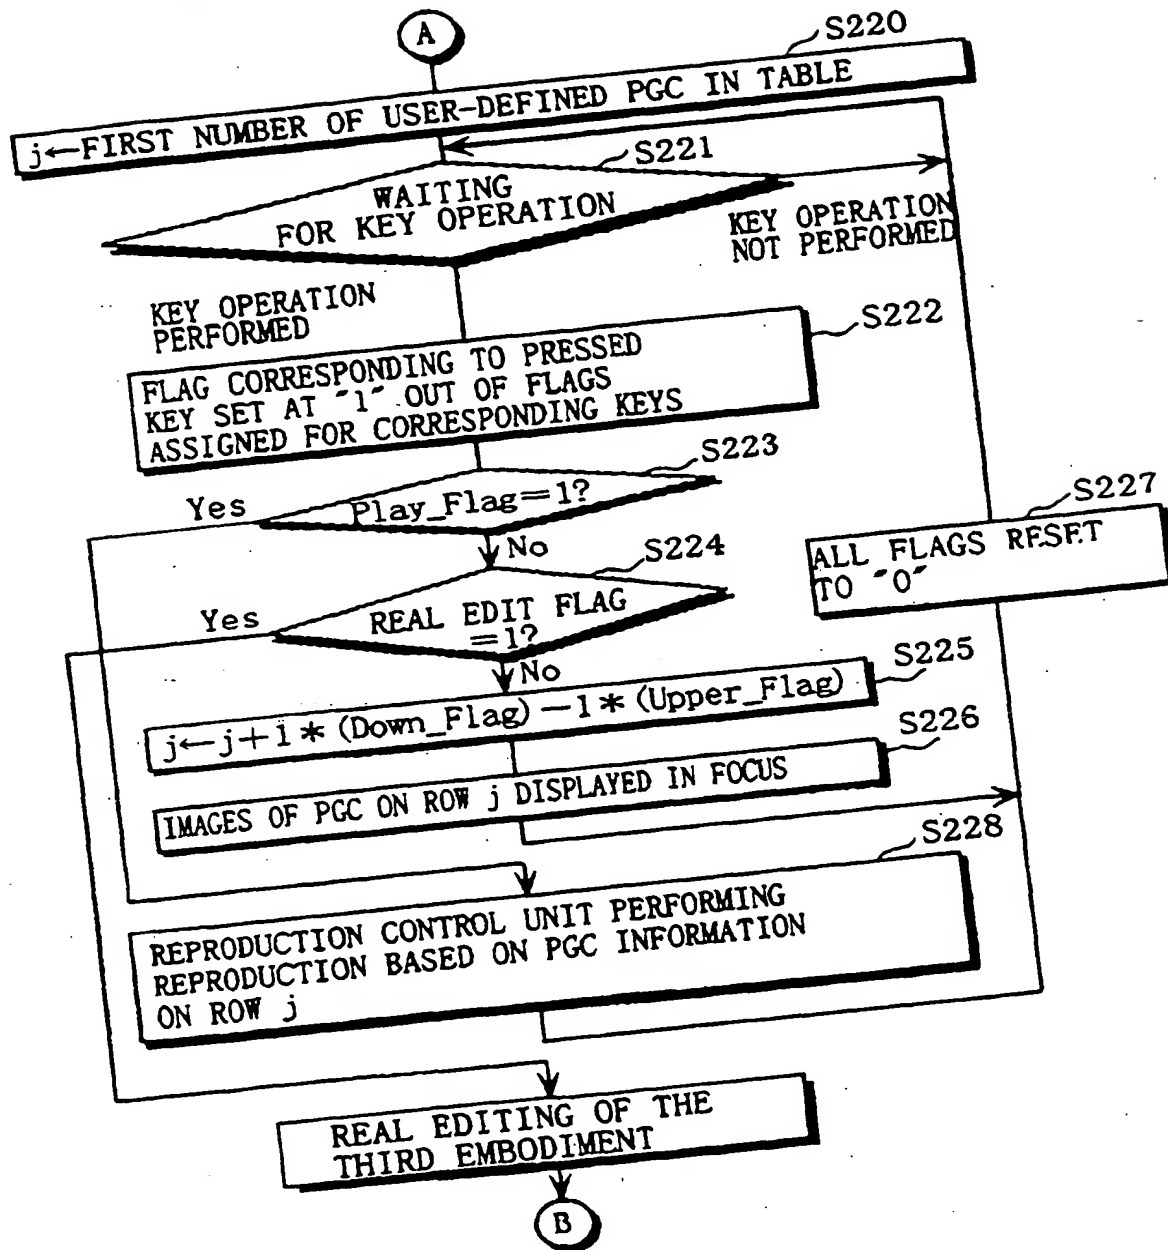 A
S220
j←FIRST NUMBER OF USER-DEFINED PGC IN TABLE
S221
WAITING
FOR KEY OPERATION
KEY OPERATION
NOT PERFORMED
KEY OPERATION
PERFORMED
S222
FLAG CORRESPONDING TO PRESSED
KEY SET AT "1" OUT OF FLAGS
ASSIGNED FOR CORRESPONDING KEYS
S223
Yes
Play_Flag=1?
No
S227
ALL FLAGS RESET
TO "0"
S224
Yes
REAL EDIT FLAG
=1?
No
S225
j←j+1*(Down_Flag)-1*(Upper_Flag)
S226
IMAGES OF PGC ON ROW j DISPLAYED IN FOCUS
S228
REPRODUCTION CONTROL UNIT PERFORMING
REPRODUCTION BASED ON PGC INFORMATION
ON ROW j
REAL EDITING OF THE
THIRD EMBODIMENT
B